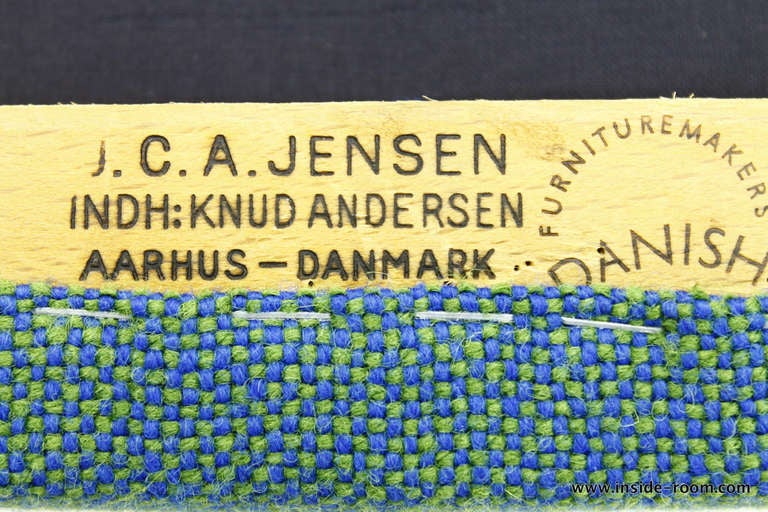 J.C.A.JENSEN
INDH: KNUD ANDERSEN
AARHUS – DANMARK
FURNITUREMAKERS
DANISH
www.inside-room.com